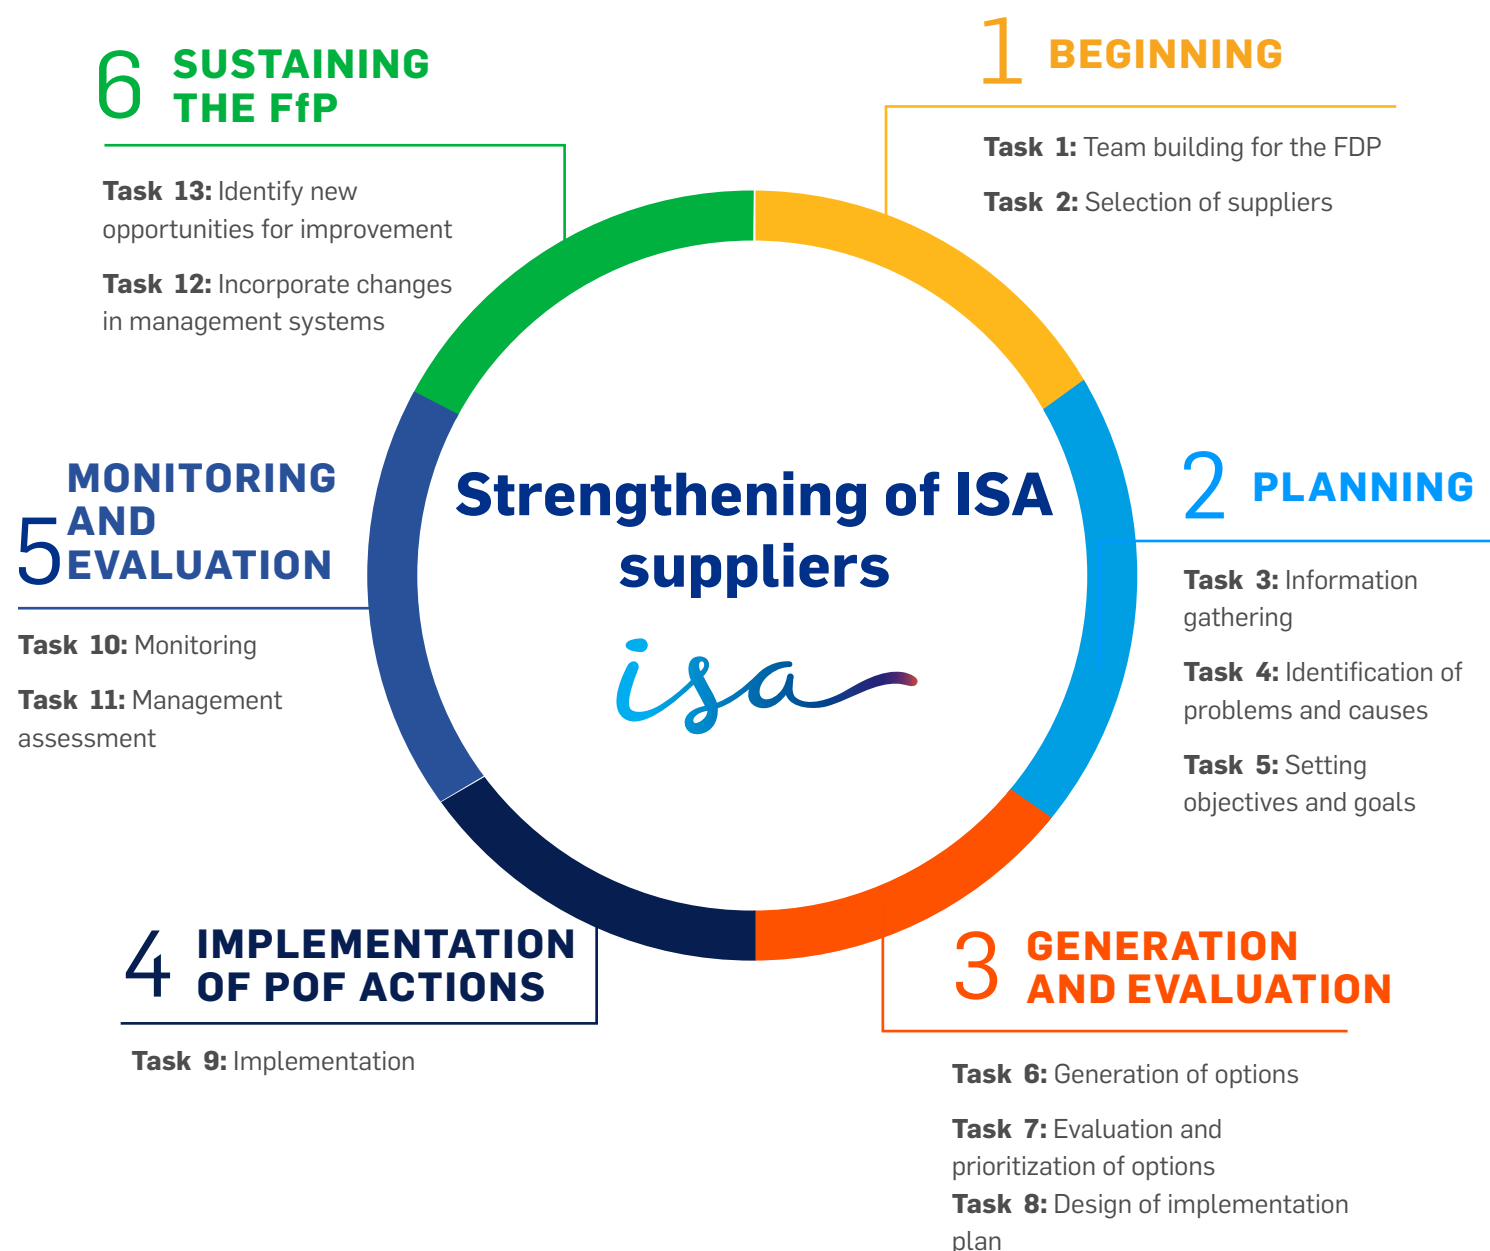 1 BEGINNING
Task 1: Team building for the FDP
Task 2: Selection of suppliers
2 PLANNING
Task 3: Information
gathering
Task 4: Identification of
problems and causes
Task 5: Setting
objectives and goals
3 GENERATION
AND EVALUATION
Task 6: Generation of options
Task 7: Evaluation and
prioritization of options
Task 8: Design of implementation
plan
4 IMPLEMENTATION
OF POF ACTIONS
Task 9: Implementation
5 MONITORING
AND
EVALUATION
Task 10: Monitoring
Task 11: Management
assessment
6 SUSTAINING
THE FfP
Task 13: Identify new
opportunities for improvement
Task 12: Incorporate changes
in management systems
Strengthening of ISA
suppliers
isa